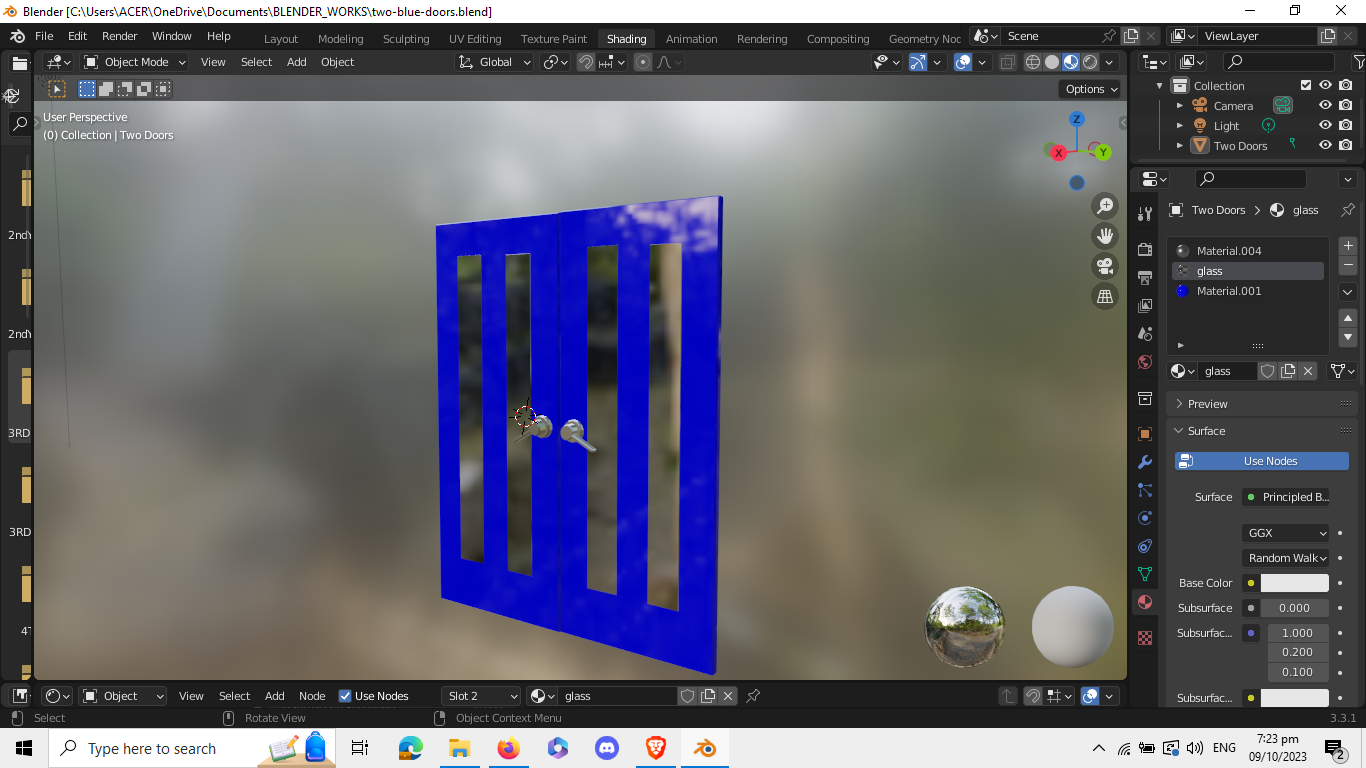 Blender [C:\Users\ACER\OneDrive\Documents\BLENDER_WORKS\two-blue-doors.blend]
File Edit Render Window Help Layout Modeling Sculpting UV Editing Texture Paint Shading Animation Rendering Compositing Geometry Noc Scene ViewLayer
Object Mode View Select Add Object Global
Options
User Perspective
(0) Collection | Two Doors
Z
X
Y
2nd
2nd
3RD
3RD
4T
Collection
Camera
Light
Two Doors
Two Doors > glass
Material.004
glass
Material.001
glass
Preview
Surface
Use Nodes
Surface Principled B...
GGX
Random Walk
Base Color
Subsurface 0.000
Subsurfac... 1.000
0.200
0.100
Subsurfac...
Object View Select Add Node Use Nodes Slot 2 glass
Select Rotate View Object Context Menu 3.3.1
Type here to search
ENG
7:23 pm
09/10/2023
2